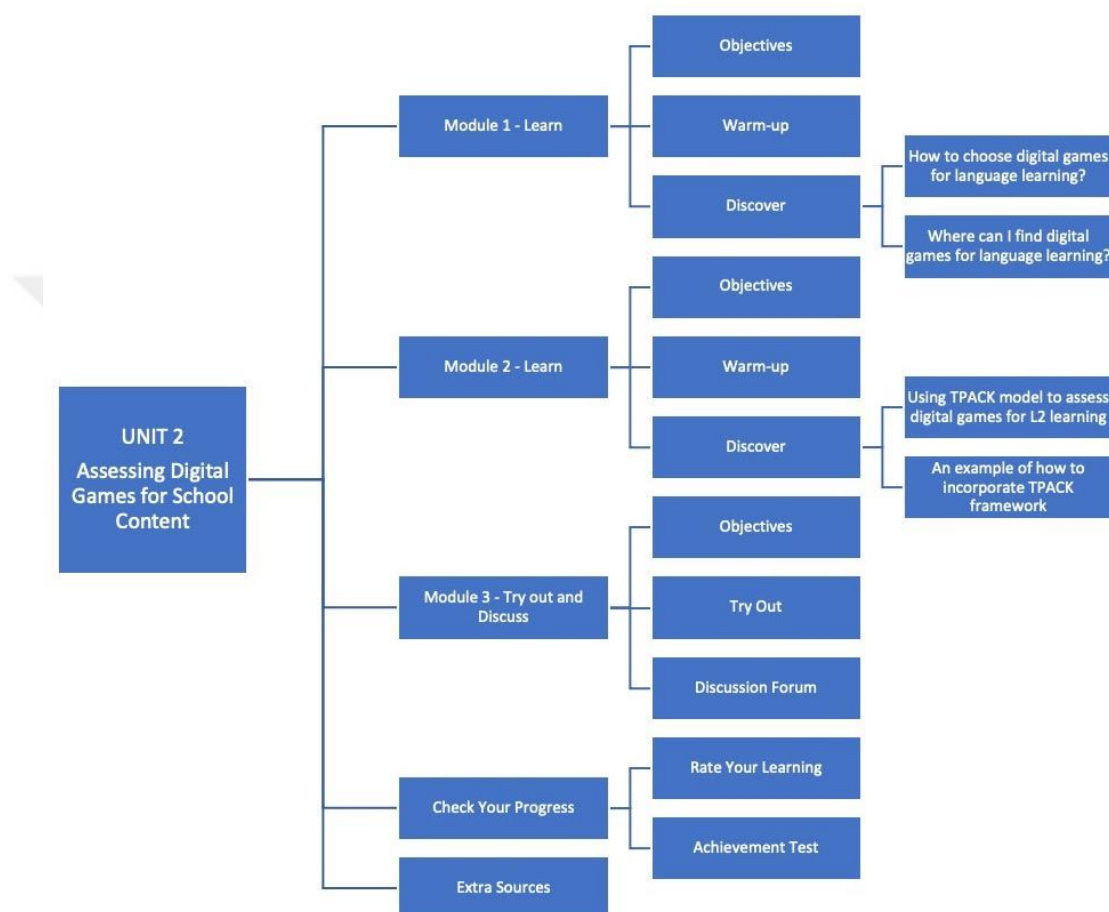 UNIT 2
Assessing Digital
Games for School
Content
Module 1 - Learn
Objectives
Warm-up
Discover
How to choose digital games
for language learning?
Where can I find digital
games for language learning?
Module 2 - Learn
Objectives
Warm-up
Discover
Using TPACK model to assess
digital games for L2 learning
An example of how to
incorporate TPACK
framework
Module 3 - Try out and
Discuss
Objectives
Try Out
Discussion Forum
Check Your Progress
Rate Your Learning
Achievement Test
Extra Sources